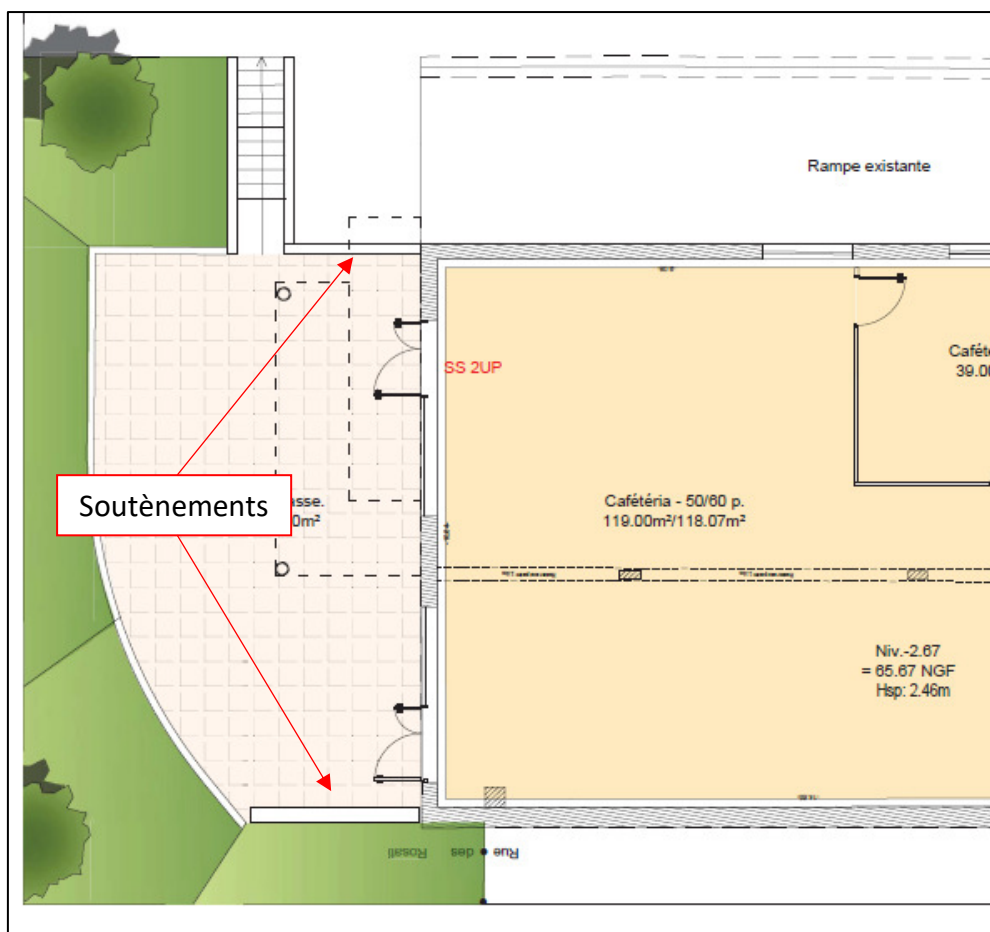 Rampe existante
SS 2UP
Cafét
39.0
Soutènements
asse.
0m²
Cafétéria - 50/60 p.
119.00m²/118.07m²
Niv.-2.67
= 65.67 NGF
Hsp: 2.46m
Rue des Rosati